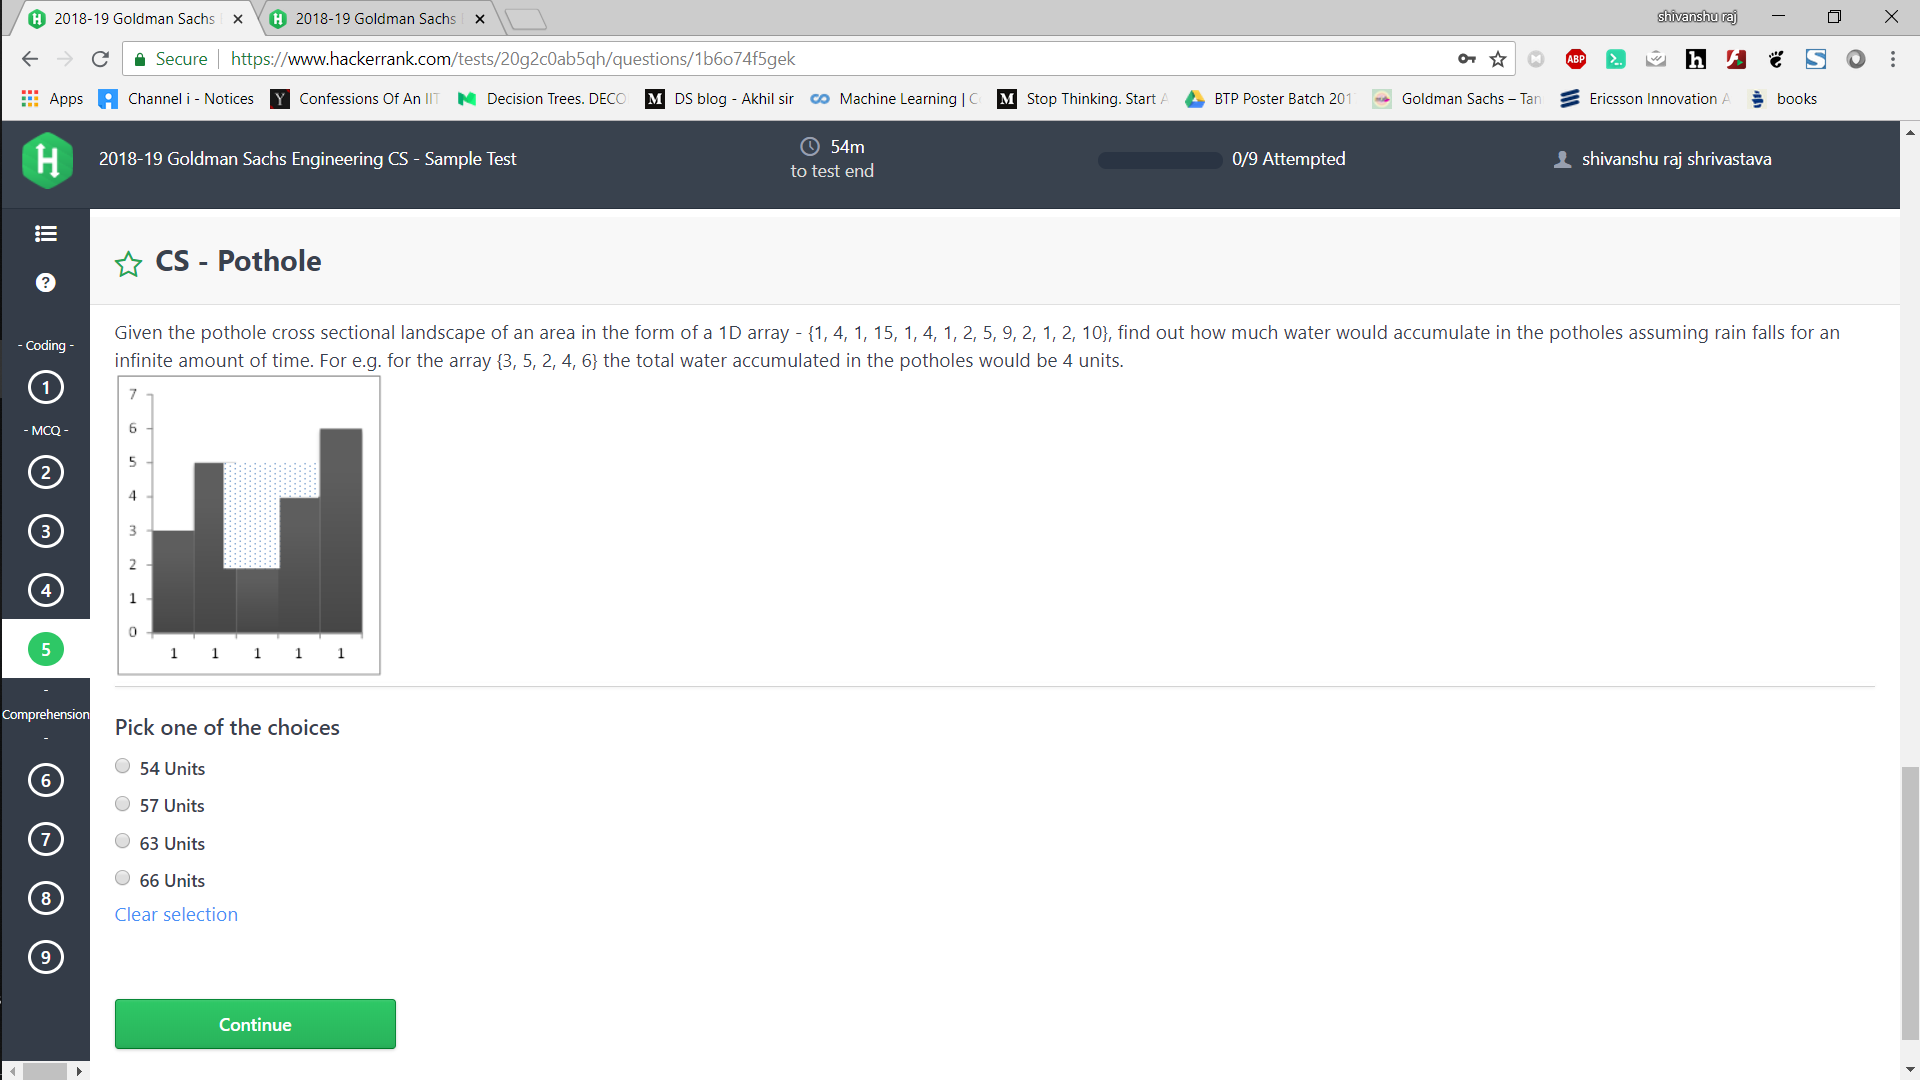 2018-19 Goldman Sachs
2018-19 Goldman Sachs
shivanshu raj
Secure
https://www.hackerrank.com/tests/20g2c0ab5qh/questions/1b6o74f5gek
ABP
Apps
Channel i - Notices
Confessions Of An IIT
Decision Trees. DECO
DS blog - Akhil sir
Machine Learning | C
Stop Thinking. Start A
BTP Poster Batch 201
Goldman Sachs – Tan
Ericsson Innovation A
books
2018-19 Goldman Sachs Engineering CS - Sample Test
54m
to test end
0/9 Attempted
shivanshu raj shrivastava
- Coding -
1
- MCQ -
2
3
4
5
-
Comprehension
-
6
7
8
9
CS - Pothole
Given the pothole cross sectional landscape of an area in the form of a 1D array - {1, 4, 1, 15, 1, 4, 1, 2, 5, 9, 2, 1, 2, 10}, find out how much water would accumulate in the potholes assuming rain falls for an
infinite amount of time. For e.g. for the array {3, 5, 2, 4, 6} the total water accumulated in the potholes would be 4 units.
7
6
5
4
3
2
1
0
1 1 1 1 1
Pick one of the choices
54 Units
57 Units
63 Units
66 Units
Clear selection
Continue